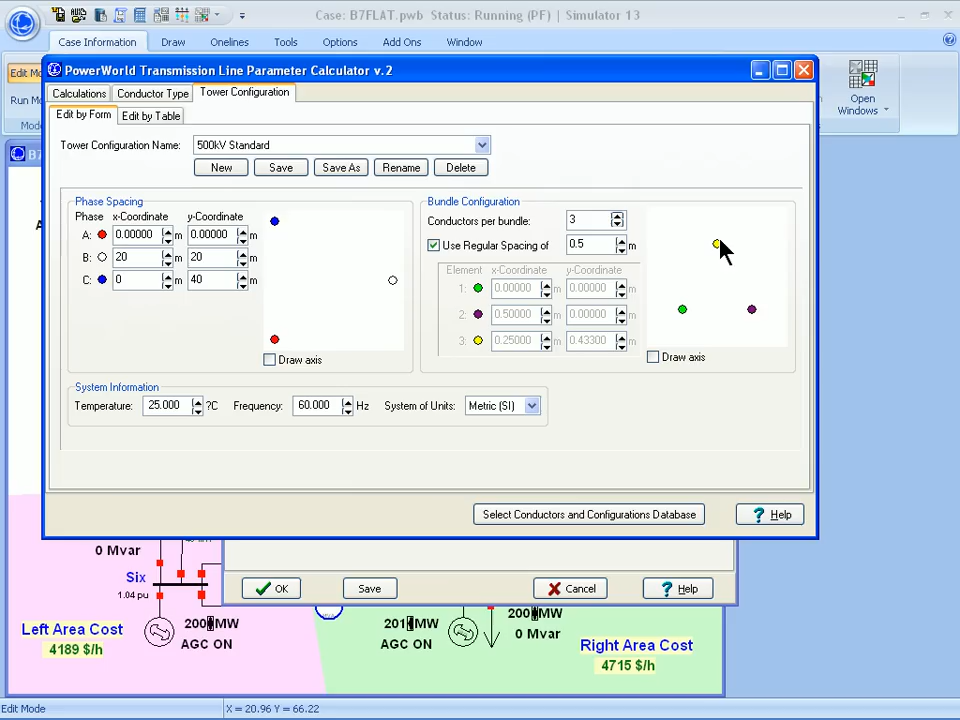 Case: B7FLAT.pwb Status: Running (PF) | Simulator 13
Case Information Draw Onelines Tools Options Add Ons Window
Edit Mo
Run Mo
Mode
Open
Windows
PowerWorld Transmission Line Parameter Calculator v.2
Calculations Conductor Type Tower Configuration
Edit by Form Edit by Table
Tower Configuration Name: 500kV Standard
New Save Save As Rename Delete
Phase Spacing
Phase x-Coordinate y-Coordinate
A: 0.00000 m 0.00000 m
B: 20 m 20 m
C: 0 m 40 m
Draw axis
Bundle Configuration
Conductors per bundle: 3
Use Regular Spacing of 0.5 m
Element x-Coordinate y-Coordinate
1: 0.00000 m 0.00000 m
2: 0.50000 m 0.00000 m
3: 0.25000 m 0.43300 m
Draw axis
System Information
Temperature: 25.000 ?C Frequency: 60.000 Hz System of Units: Metric (SI)
Select Conductors and Configurations Database ? Help
OK Save Cancel ? Help
0 Mvar
Six
1.04 pu
200 MW
AGC ON
201 MW
AGC ON
200 MW
0 Mvar
Left Area Cost
4189 $/h
Right Area Cost
4715 $/h
Edit Mode X = 20.96 Y = 66.22